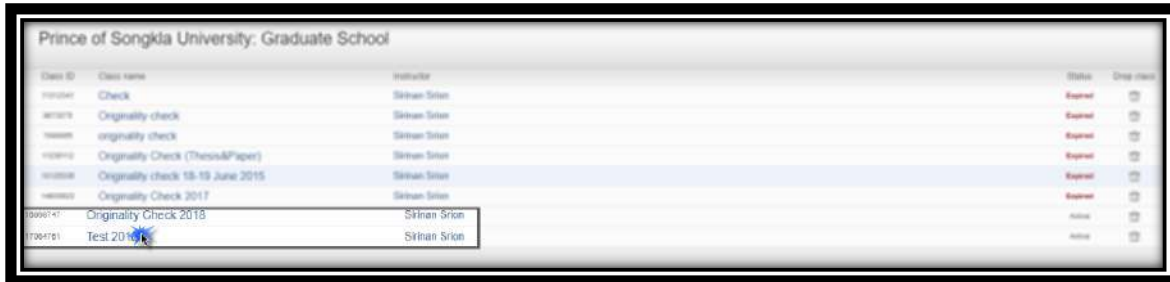 Prince of Songkla University: Graduate School
Class ID Class name Instructor Status Drop class
Check Sirinan Srion Expired
Originality check Sirinan Srion Expired
originality check Sirinan Srion Expired
Originality Check (Thesis&Paper) Sirinan Srion Expired
Originality check 18-19 June 2015 Sirinan Srion Expired
Originality Check 2017 Sirinan Srion Expired
Originality Check 2018 Sirinan Srion Active
Test Sirinan Srion Active